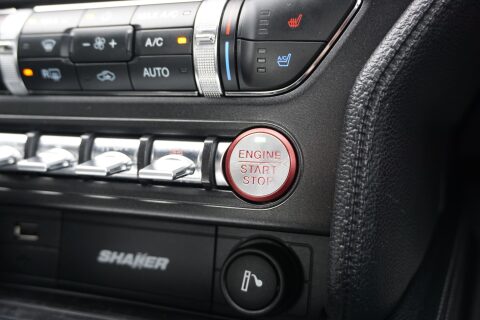 A/C
R
AUTO
ENGINE
START
STOP
SHAKER